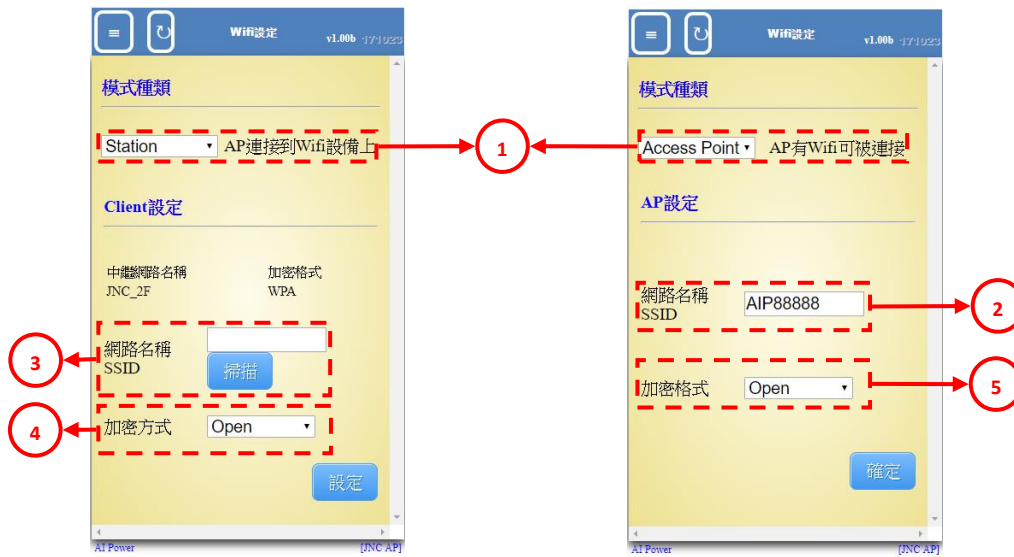 ≡ ↻ Wifi設定 v1.00b 171023
模式種類
Station AP連接到Wifi設備上
Client設定
中繼網路名稱 加密格式
JNC_2F WPA
網路名稱
SSID
掃描
加密方式 Open
設定
AI Power [JNC AP]
1
3
4
≡ ↻ Wifi設定 v1.00b 171023
模式種類
Access Point AP有Wifi可被連接
AP設定
網路名稱
SSID AIP88888
加密格式 Open
確定
AI Power [JNC AP]
2
5